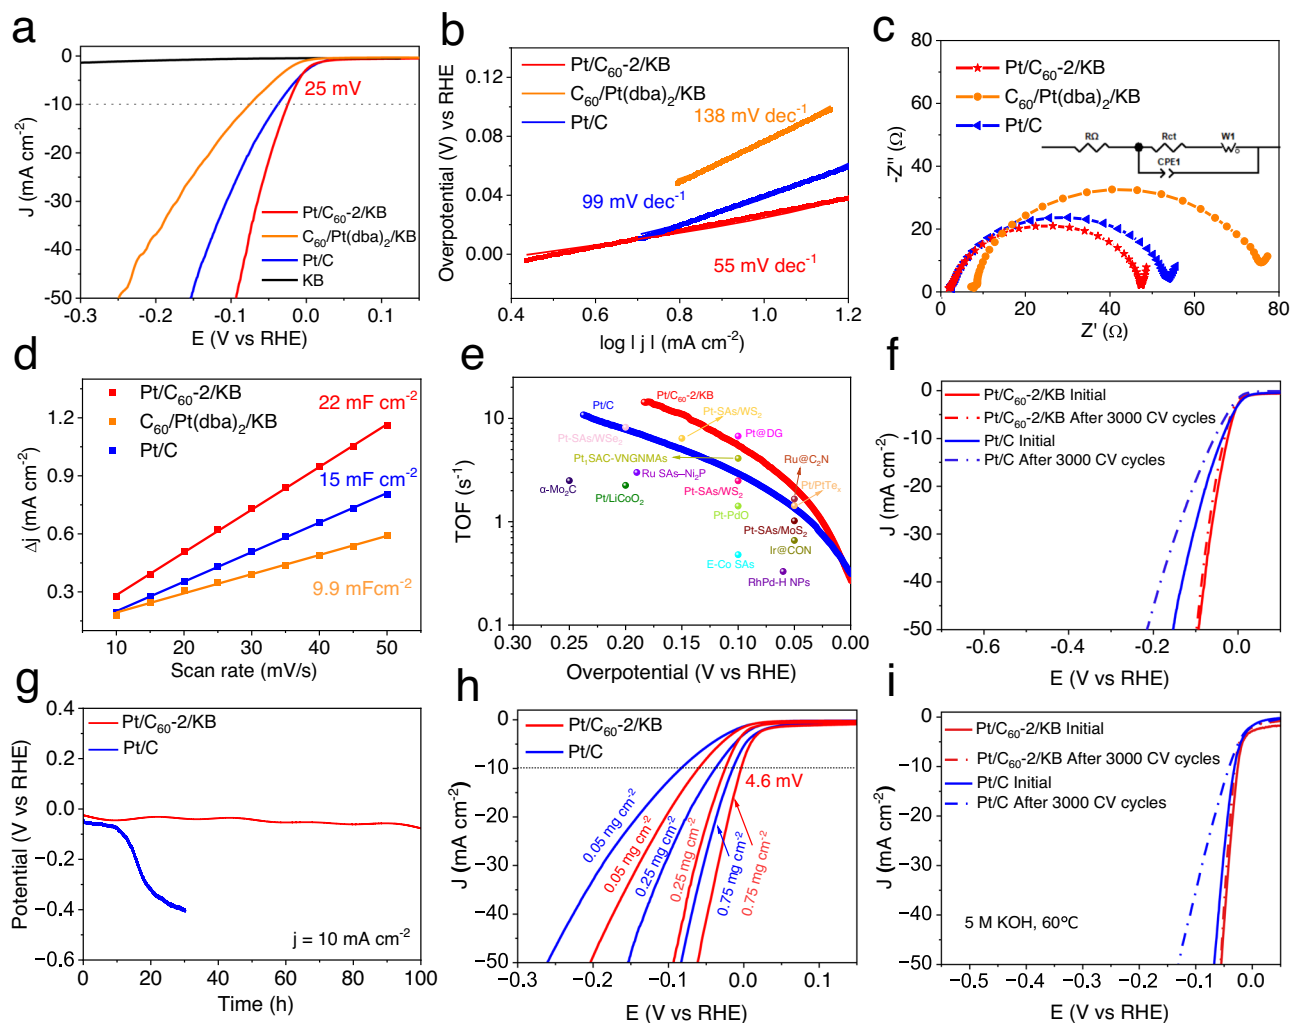 a
J (mA cm⁻²)
0
-10
-20
-30
-40
-50
25 mV
Pt/C₆₀-2/KB
C₆₀/Pt(dba)₂/KB
Pt/C
KB
-0.3
-0.2
-0.1
0.0
0.1
E (V vs RHE)
b
Overpotential (V) vs RHE
0.12
0.08
0.04
0.00
Pt/C₆₀-2/KB
C₆₀/Pt(dba)₂/KB
Pt/C
138 mV dec⁻¹
99 mV dec⁻¹
55 mV dec⁻¹
0.4
0.6
0.8
1.0
1.2
log I j I (mA cm⁻²)
c
-Z'' (Ω)
80
60
40
20
0
Pt/C₆₀-2/KB
C₆₀/Pt(dba)₂/KB
Pt/C
RΩ
Rct
W1
CPE1
0
20
40
60
80
Z' (Ω)
d
Δj (mA cm⁻²)
1.2
0.9
0.6
0.3
Pt/C₆₀-2/KB
C₆₀/Pt(dba)₂/KB
Pt/C
22 mF cm⁻²
15 mF cm⁻²
9.9 mFcm⁻²
10
20
30
40
50
Scan rate (mV/s)
e
TOF (s⁻¹)
10
1
0.1
Pt/C₆₀-2/KB
Pt/C
Pt-SAs/WS₂
Pt-SAs/WSe₂
Pt@DG
Pt₁SAC-VNGNMAs
Ru@C₂N
Ru SAs–Ni₂P
α-Mo₂C
Pt/LiCoO₂
Pt-SAs/WS₂
Pt/PtTeₓ
Pt-PdO
Pt-SAs/MoS₂
Ir@CON
E-Co SAs
RhPd-H NPs
0.30
0.25
0.20
0.15
0.10
0.05
0.00
Overpotential (V vs RHE)
f
J (mA cm⁻²)
0
−10
−20
−30
−40
−50
Pt/C₆₀-2/KB Initial
Pt/C₆₀-2/KB After 3000 CV cycles
Pt/C Initial
Pt/C After 3000 CV cycles
−0.6
−0.4
−0.2
0.0
E (V vs RHE)
g
Potential (V vs RHE)
0.4
0.2
0.0
−0.2
−0.4
−0.6
Pt/C₆₀-2/KB
Pt/C
j = 10 mA cm⁻²
0
20
40
60
80
100
Time (h)
h
J (mA cm⁻²)
0
−10
−20
−30
−40
−50
Pt/C₆₀-2/KB
Pt/C
4.6 mV
0.05 mg cm⁻²
0.05 mg cm⁻²
0.25 mg cm⁻²
0.25 mg cm⁻²
0.75 mg cm⁻²
0.75 mg cm⁻²
−0.3
−0.2
−0.1
0.0
0.1
E (V vs RHE)
i
J (mA cm⁻²)
0
−10
−20
−30
−40
−50
Pt/C₆₀-2/KB Initial
Pt/C₆₀-2/KB After 3000 CV cycles
Pt/C Initial
Pt/C After 3000 CV cycles
5 M KOH, 60℃
−0.5
−0.4
−0.3
−0.2
−0.1
0.0
E (V vs RHE)